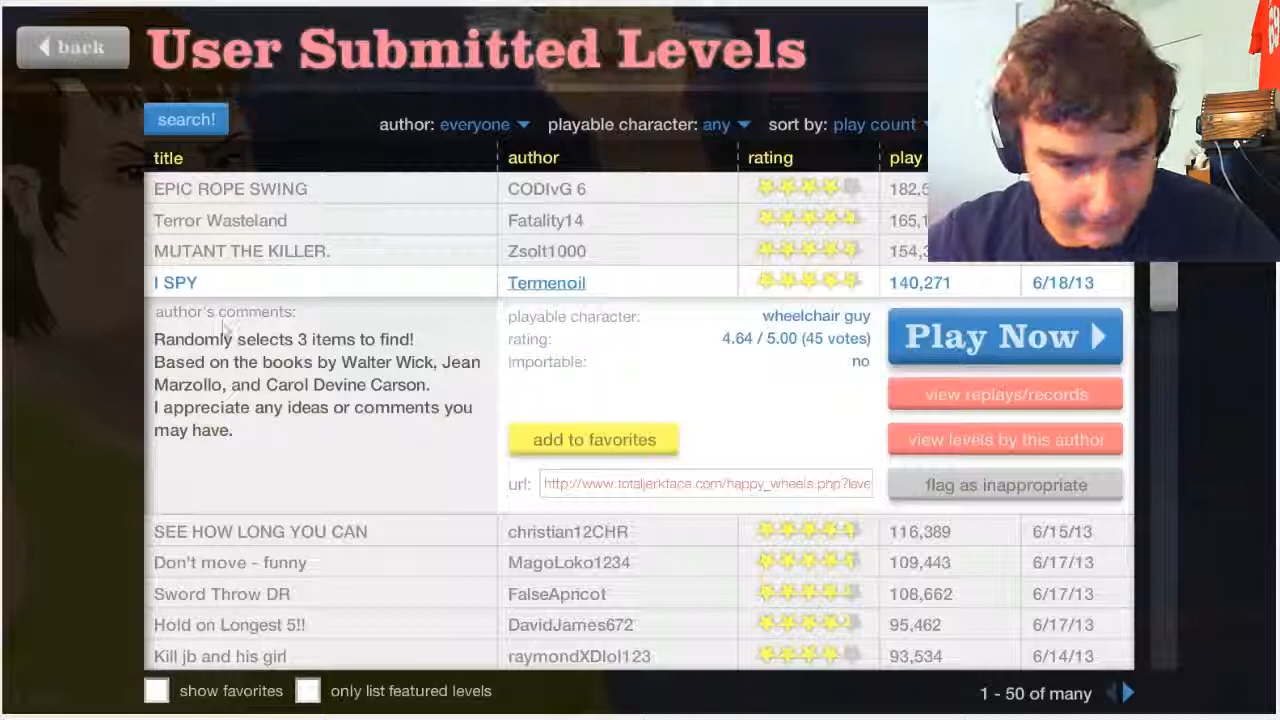 back
User Submitted Levels
search!
author: everyone playable character: any sort by: play count
title author rating play
EPIC ROPE SWING CODIvG 6 182,5
Terror Wasteland Fatality14 165,1
MUTANT THE KILLER. Zsolt1000 154,3
I SPY Termenoil 140,271 6/18/13
author's comments:
Randomly selects 3 items to find!
Based on the books by Walter Wick, Jean
Marzollo, and Carol Devine Carson.
I appreciate any ideas or comments you
may have.
playable character: wheelchair guy
rating: 4.64 / 5.00 (45 votes)
Importable: no
add to favorites
url: http://www.totaljerkface.com/happy_wheels.php?leve
Play Now
view replays/records
view levels by this author
flag as inappropriate
SEE HOW LONG YOU CAN christian12CHR 116,389 6/15/13
Don't move - funny MagoLoko1234 109,443 6/17/13
Sword Throw DR FalseApricot 108,662 6/17/13
Hold on Longest 5!! DavidJames672 95,462 6/17/13
Kill jb and his girl raymondXDlol123 93,534 6/14/13
show favorites only list featured levels
1 - 50 of many